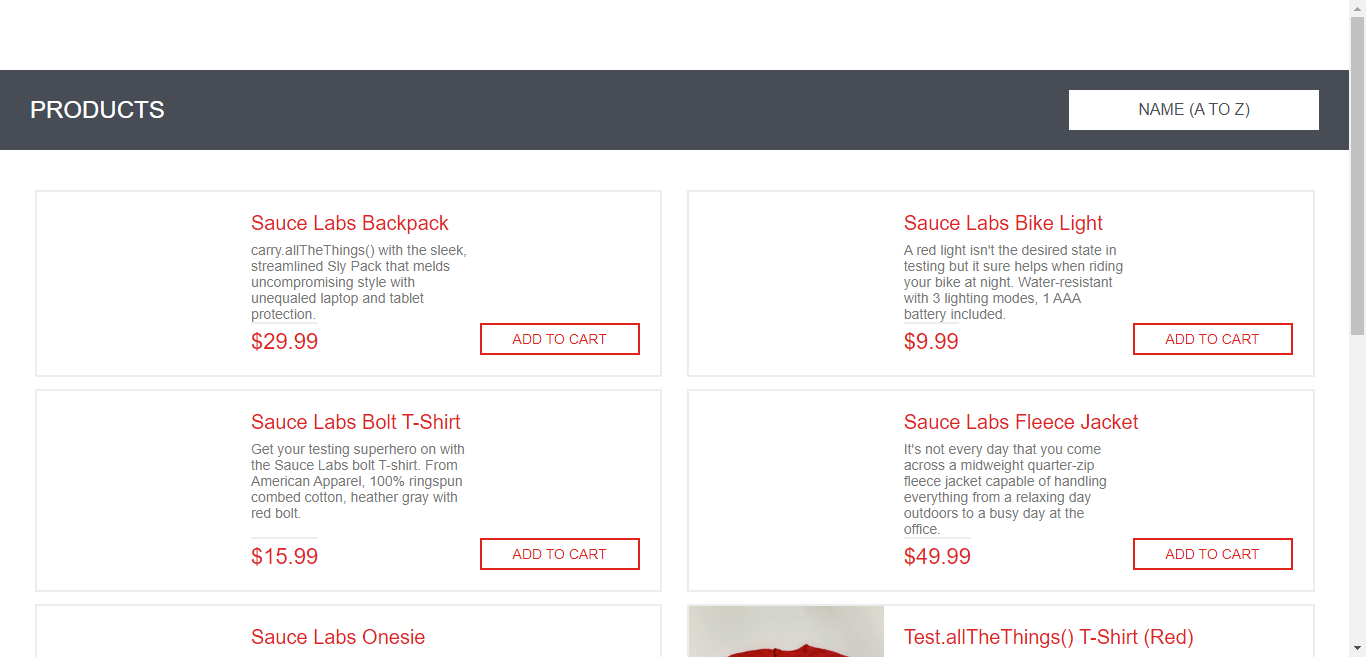 PRODUCTS
NAME (A TO Z)
Sauce Labs Backpack
carry.allTheThings() with the sleek,
streamlined Sly Pack that melds
uncompromising style with
unequaled laptop and tablet
protection.
$29.99
ADD TO CART
Sauce Labs Bike Light
A red light isn't the desired state in
testing but it sure helps when riding
your bike at night. Water-resistant
with 3 lighting modes, 1 AAA
battery included.
$9.99
ADD TO CART
Sauce Labs Bolt T-Shirt
Get your testing superhero on with
the Sauce Labs bolt T-shirt. From
American Apparel, 100% ringspun
combed cotton, heather gray with
red bolt.
$15.99
ADD TO CART
Sauce Labs Fleece Jacket
It's not every day that you come
across a midweight quarter-zip
fleece jacket capable of handling
everything from a relaxing day
outdoors to a busy day at the
office.
$49.99
ADD TO CART
Sauce Labs Onesie
Test.allTheThings() T-Shirt (Red)